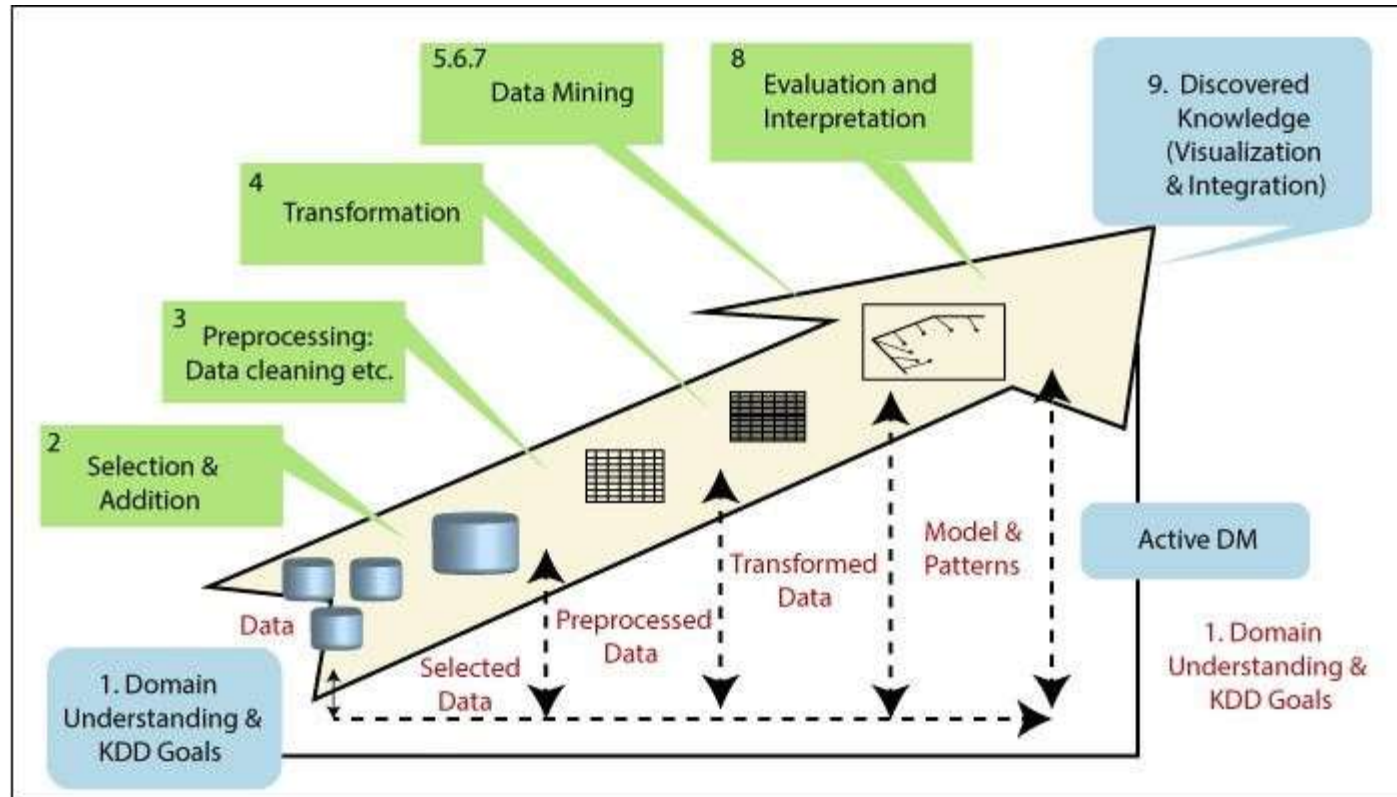 5.6.7
Data Mining
8
Evaluation and
Interpretation
9. Discovered
Knowledge
(Visualization
& Integration)
4
Transformation
3
Preprocessing:
Data cleaning etc.
2
Selection &
Addition
Data
1. Domain
Understanding &
KDD Goals
Selected
Data
Preprocessed
Data
Transformed
Data
Model &
Patterns
Active DM
1. Domain
Understanding &
KDD Goals